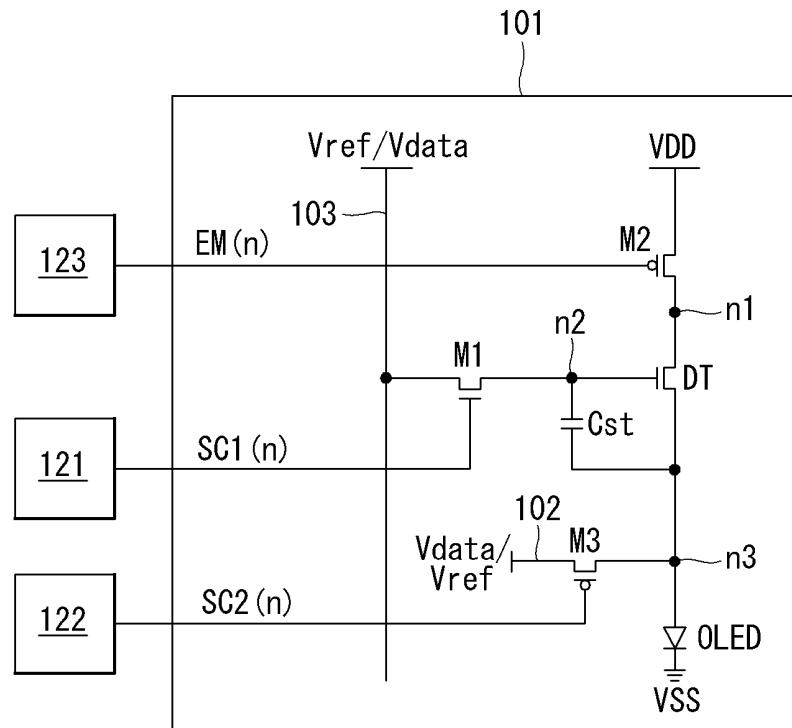 101
Vref/Vdata
VDD
103
M2
123
EM(n)
n1
n2
M1
DT
Cst
121
SC1(n)
102
M3
Vdata/
Vref
n3
122
SC2(n)
OLED
VSS